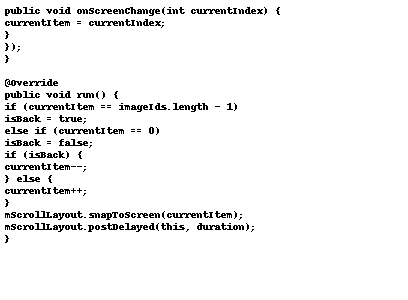 public void onScreenChange(int currentIndex) {
currentItem = currentIndex;
}
});
}
@Override
public void run() {
if (currentItem == imageIds.length - 1)
isBack = true;
else if (currentItem == 0)
isBack = false;
if (isBack) {
currentItem--;
} else {
currentItem++;
}
mScrollLayout.snapToScreen(currentItem);
mScrollLayout.postDelayed(this, duration);
}